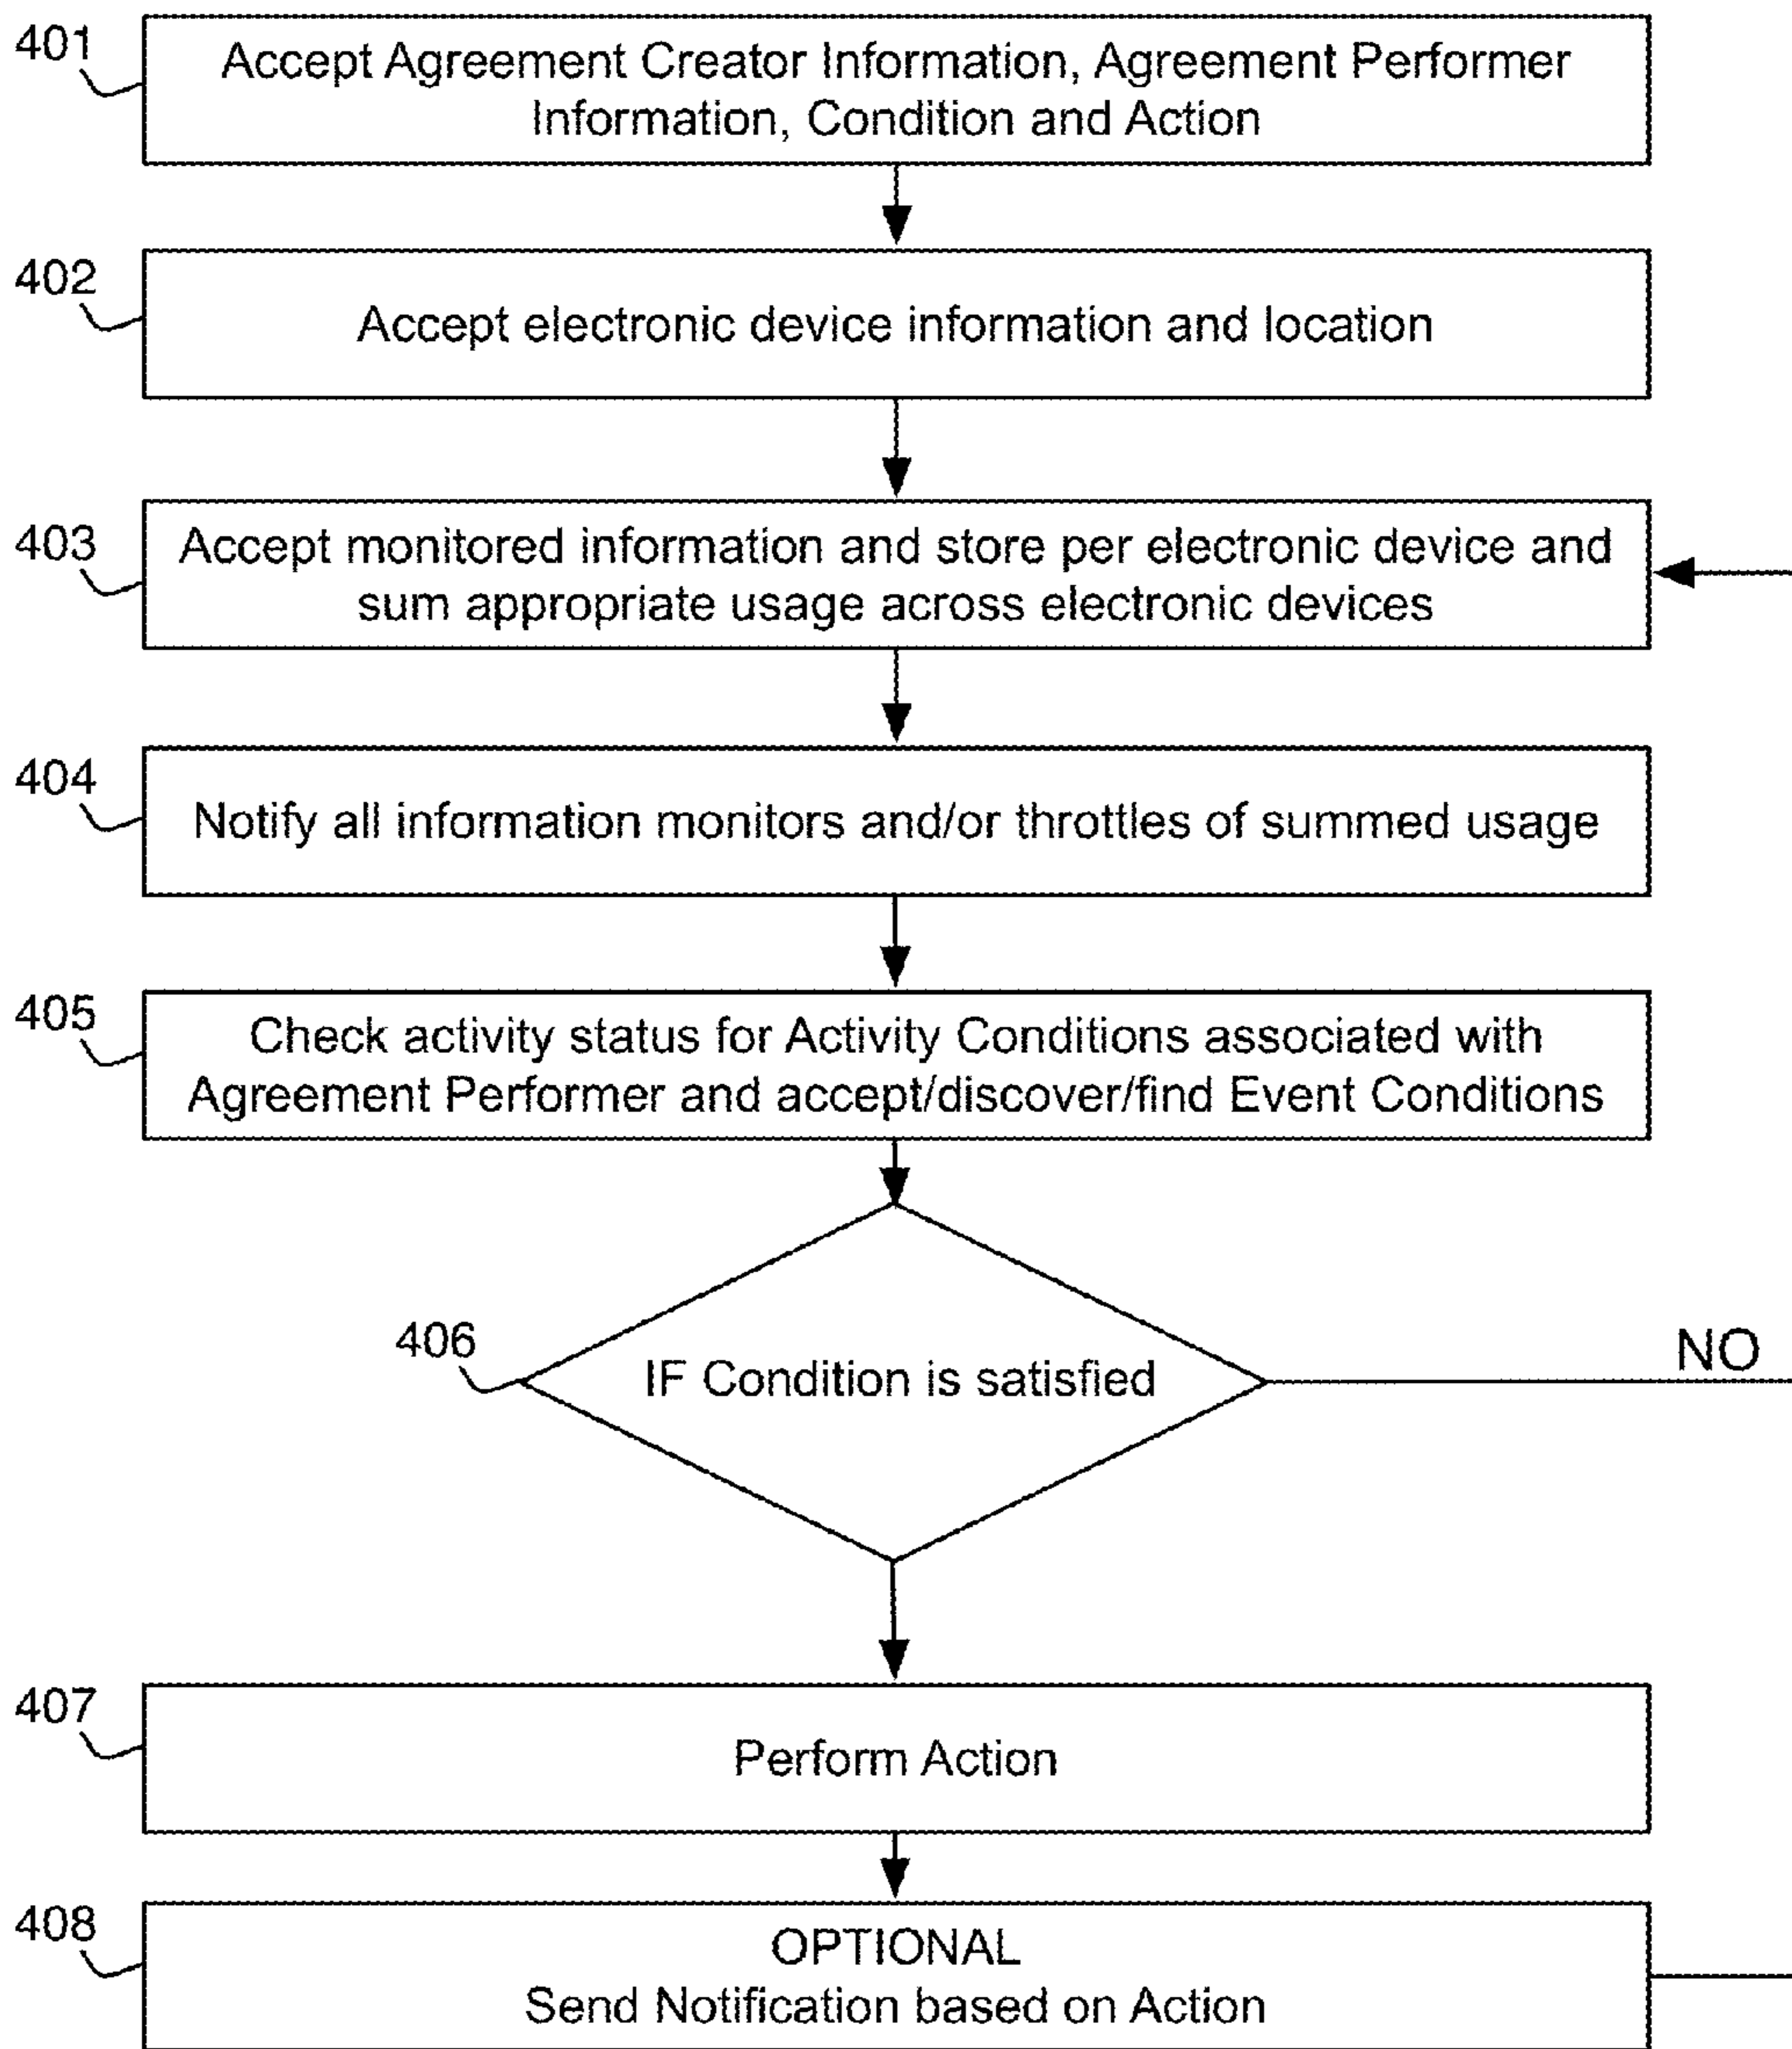 401
Accept Agreement Creator Information, Agreement Performer
Information, Condition and Action
402
Accept electronic device information and location
403
Accept monitored information and store per electronic device and
sum appropriate usage across electronic devices
404
Notify all information monitors and/or throttles of summed usage
405
Check activity status for Activity Conditions associated with
Agreement Performer and accept/discover/find Event Conditions
406
IF Condition is satisfied
NO
407
Perform Action
408
OPTIONAL
Send Notification based on Action